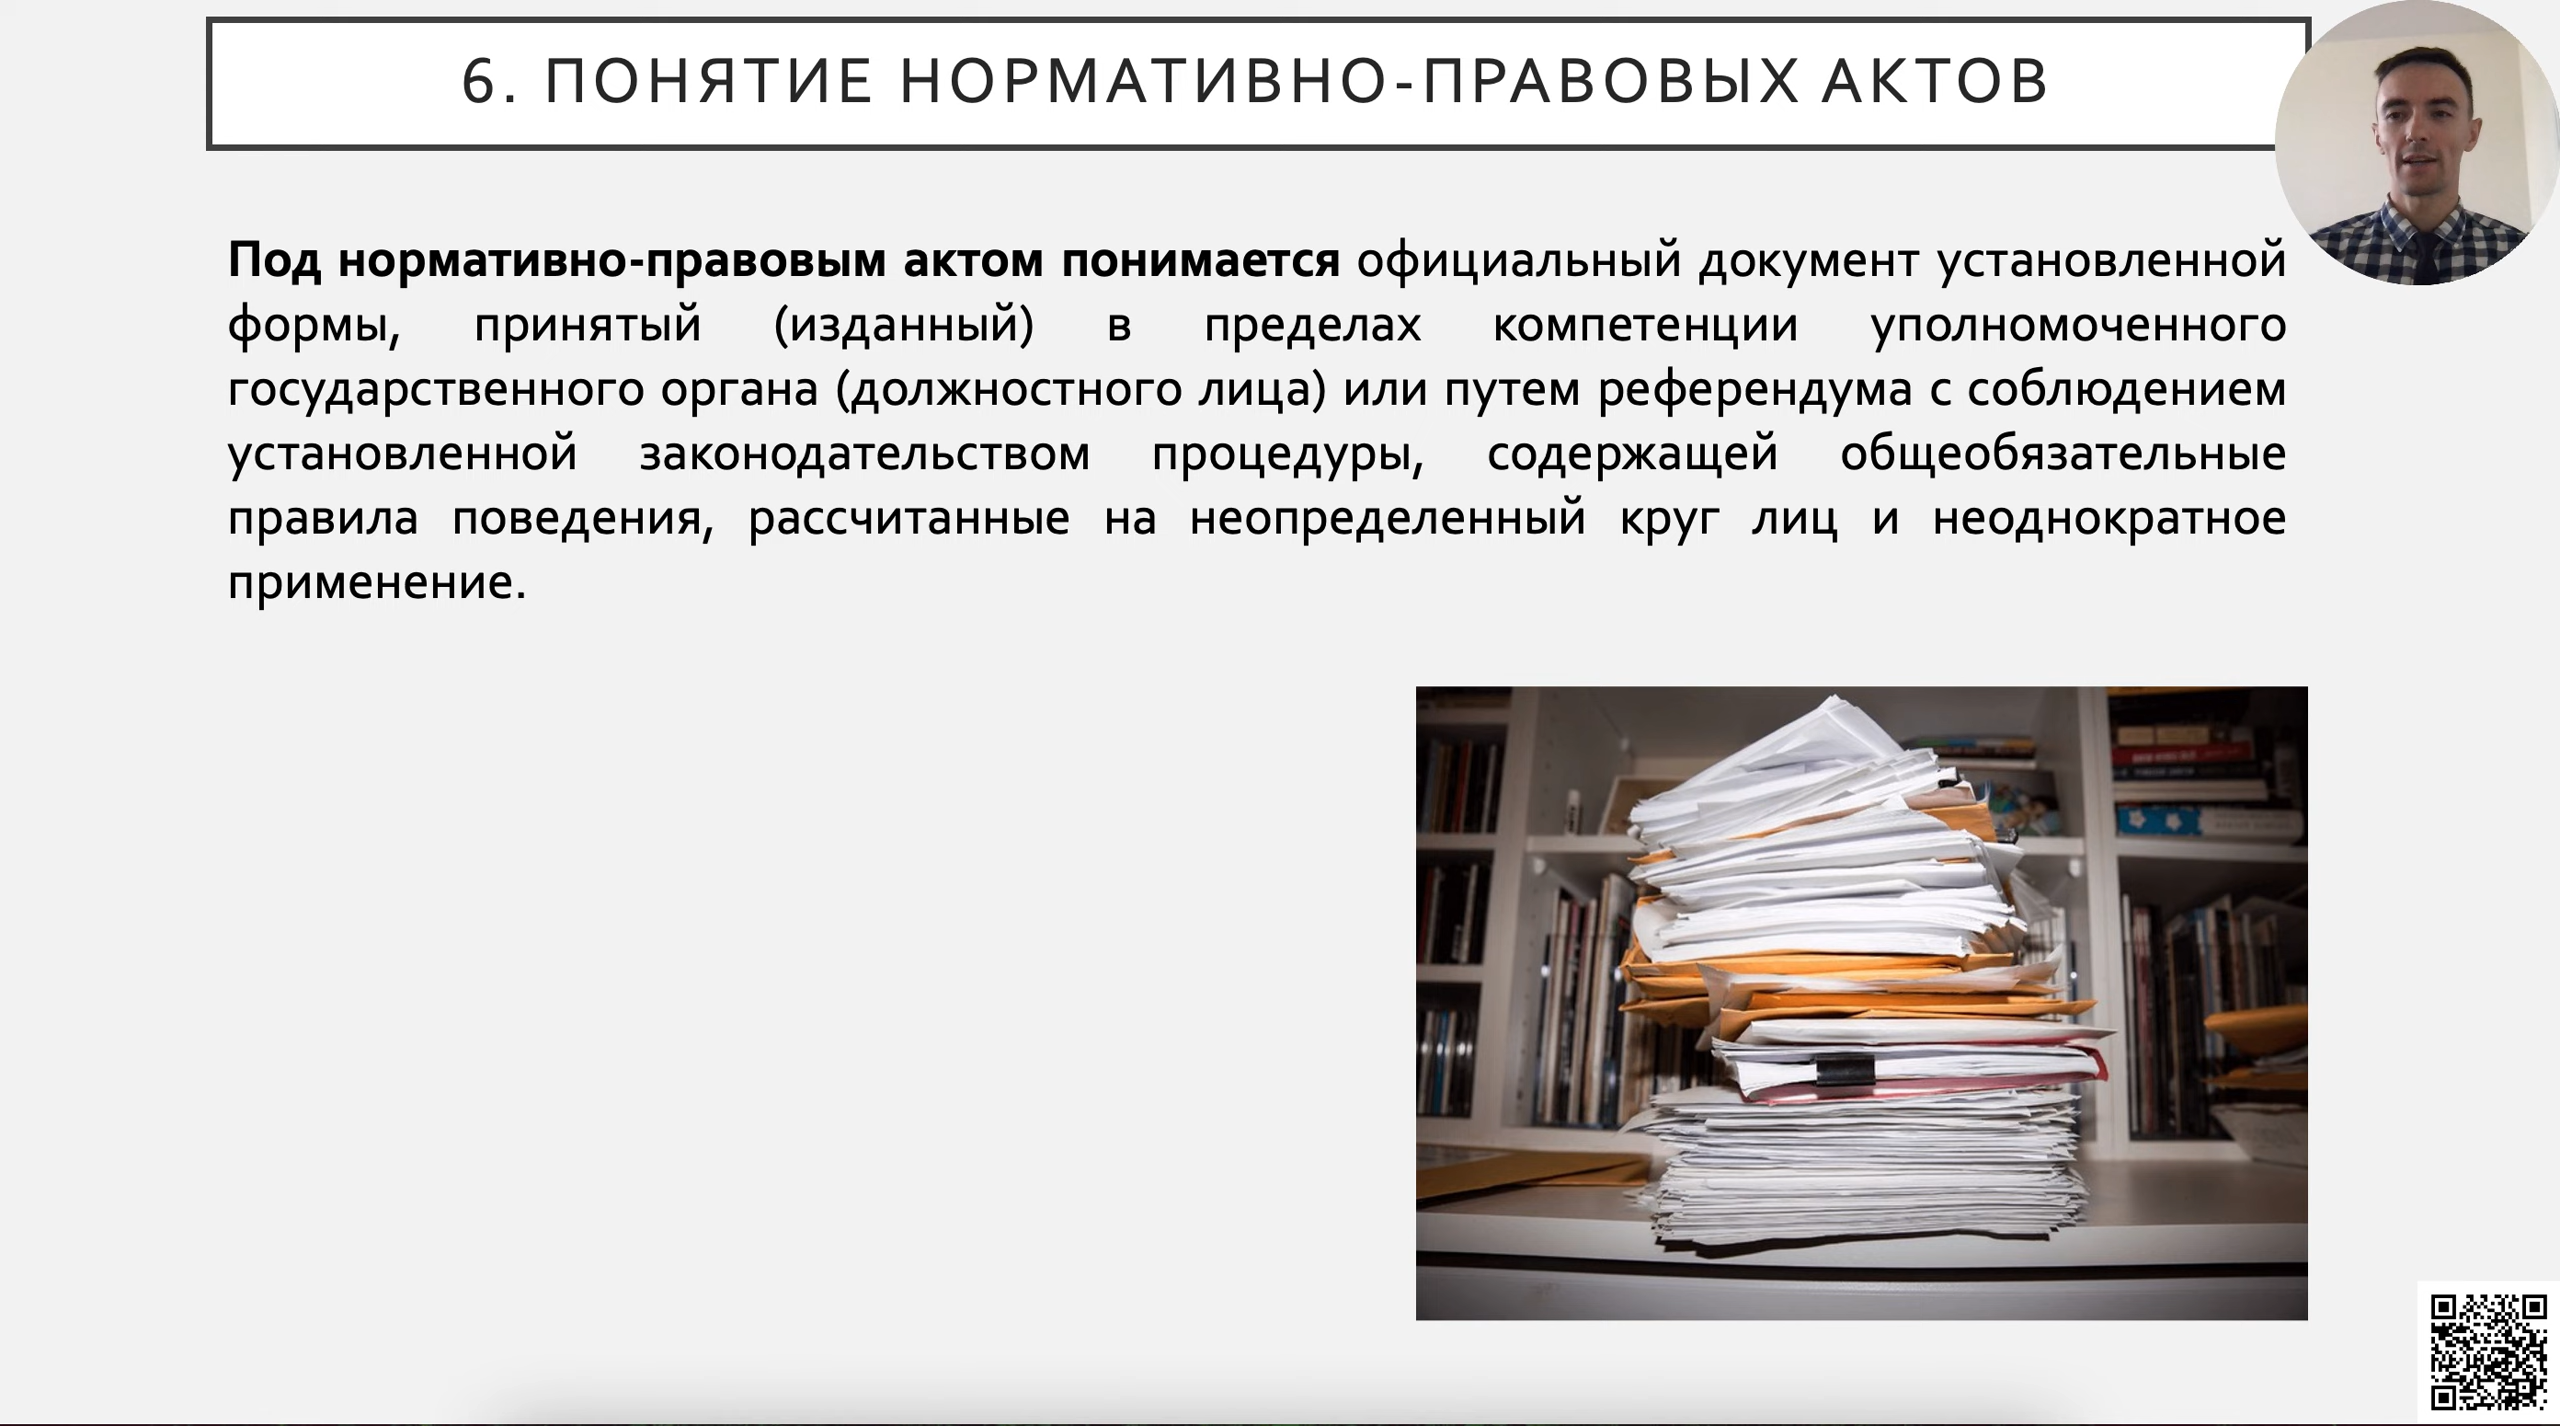 6. ПОНЯТИЕ НОРМАТИВНО-ПРАВОВЫХ АКТОВ
Под нормативно-правовым актом понимается официальный документ установленной
формы, принятый (изданный) в пределах компетенции уполномоченного
государственного органа (должностного лица) или путем референдума с соблюдением
установленной законодательством процедуры, содержащей общеобязательные
правила поведения, рассчитанные на неопределенный круг лиц и неоднократное
применение.